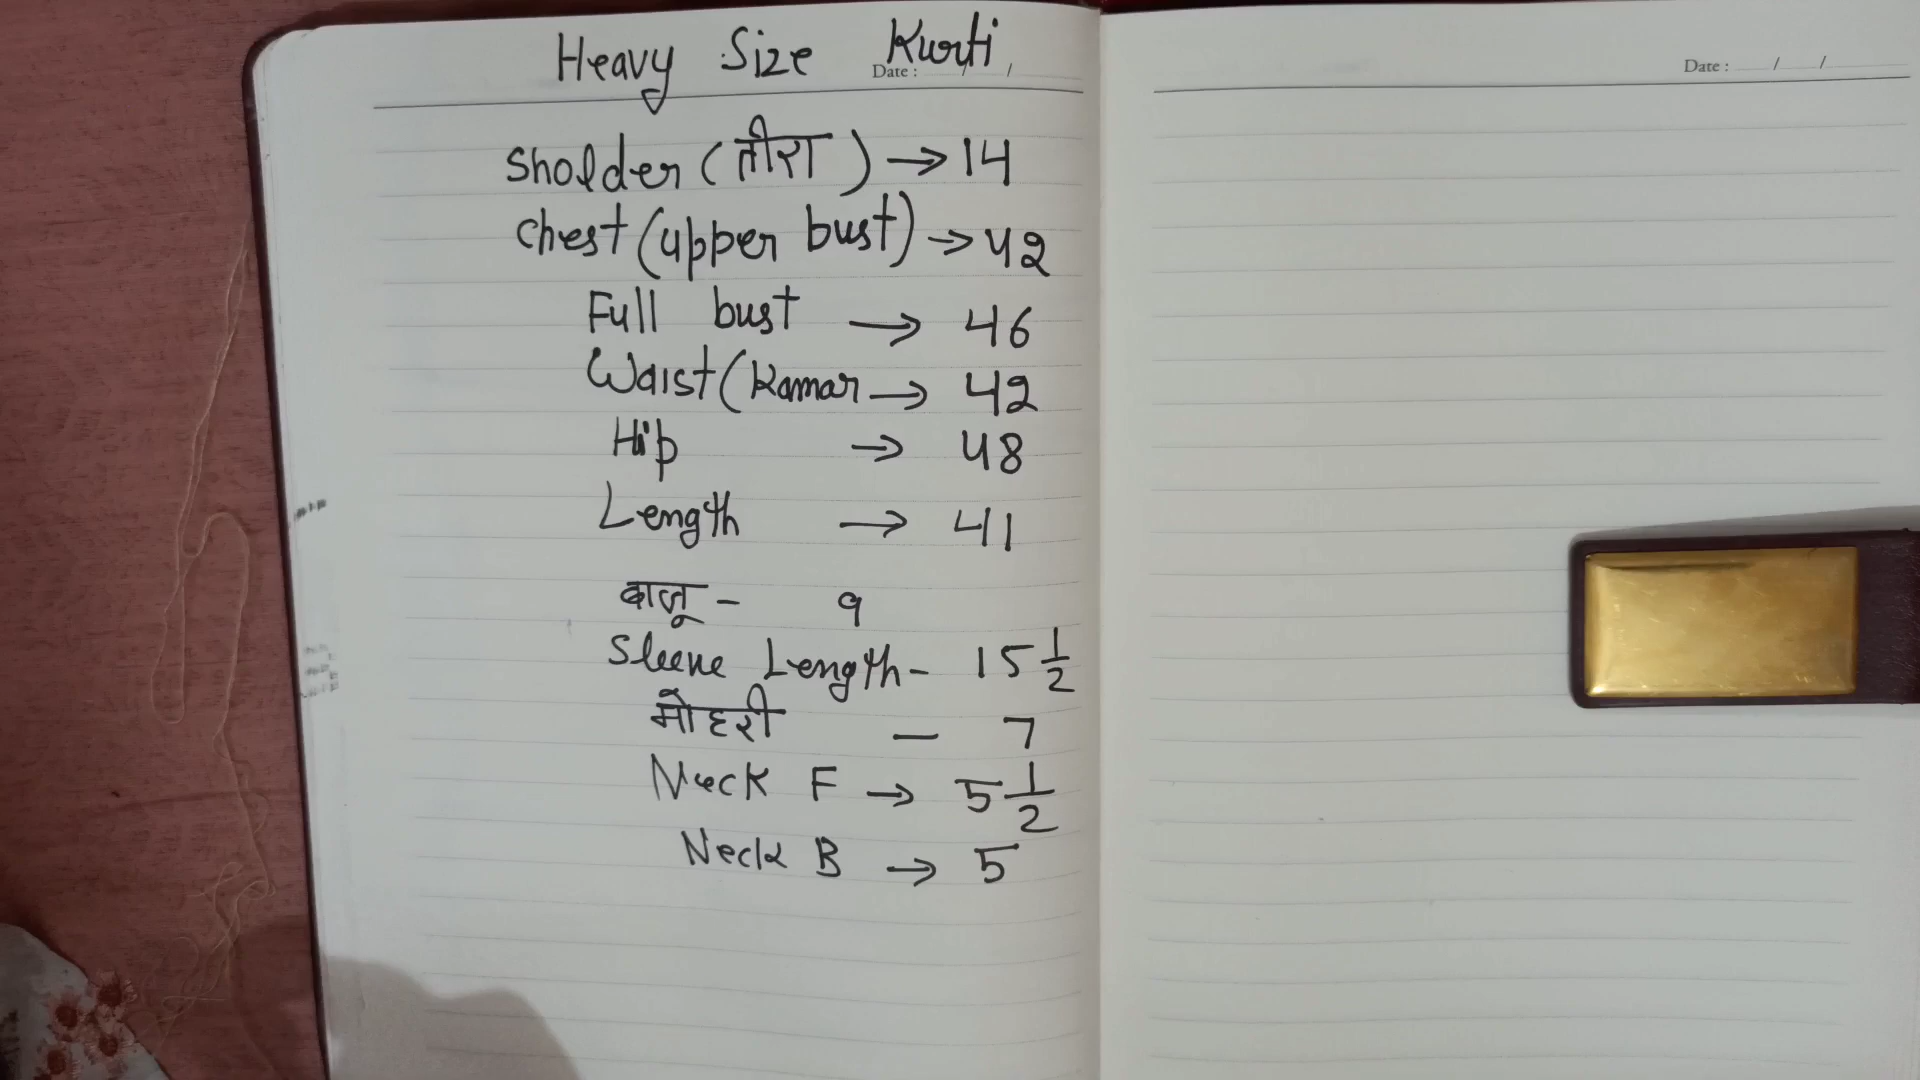 Heavy Size Kurti
Date : / /
Sholder (तीरा) → 14
Chest (upper bust) → 42
Full bust → 46
Waist (Kamar → 42
Hip → 48
Length → 41
बाजू - 9
Sleeve Length - 15 1/2
मोहरी - 7
Neck F → 5 1/2
Neck B → 5
Date : / /